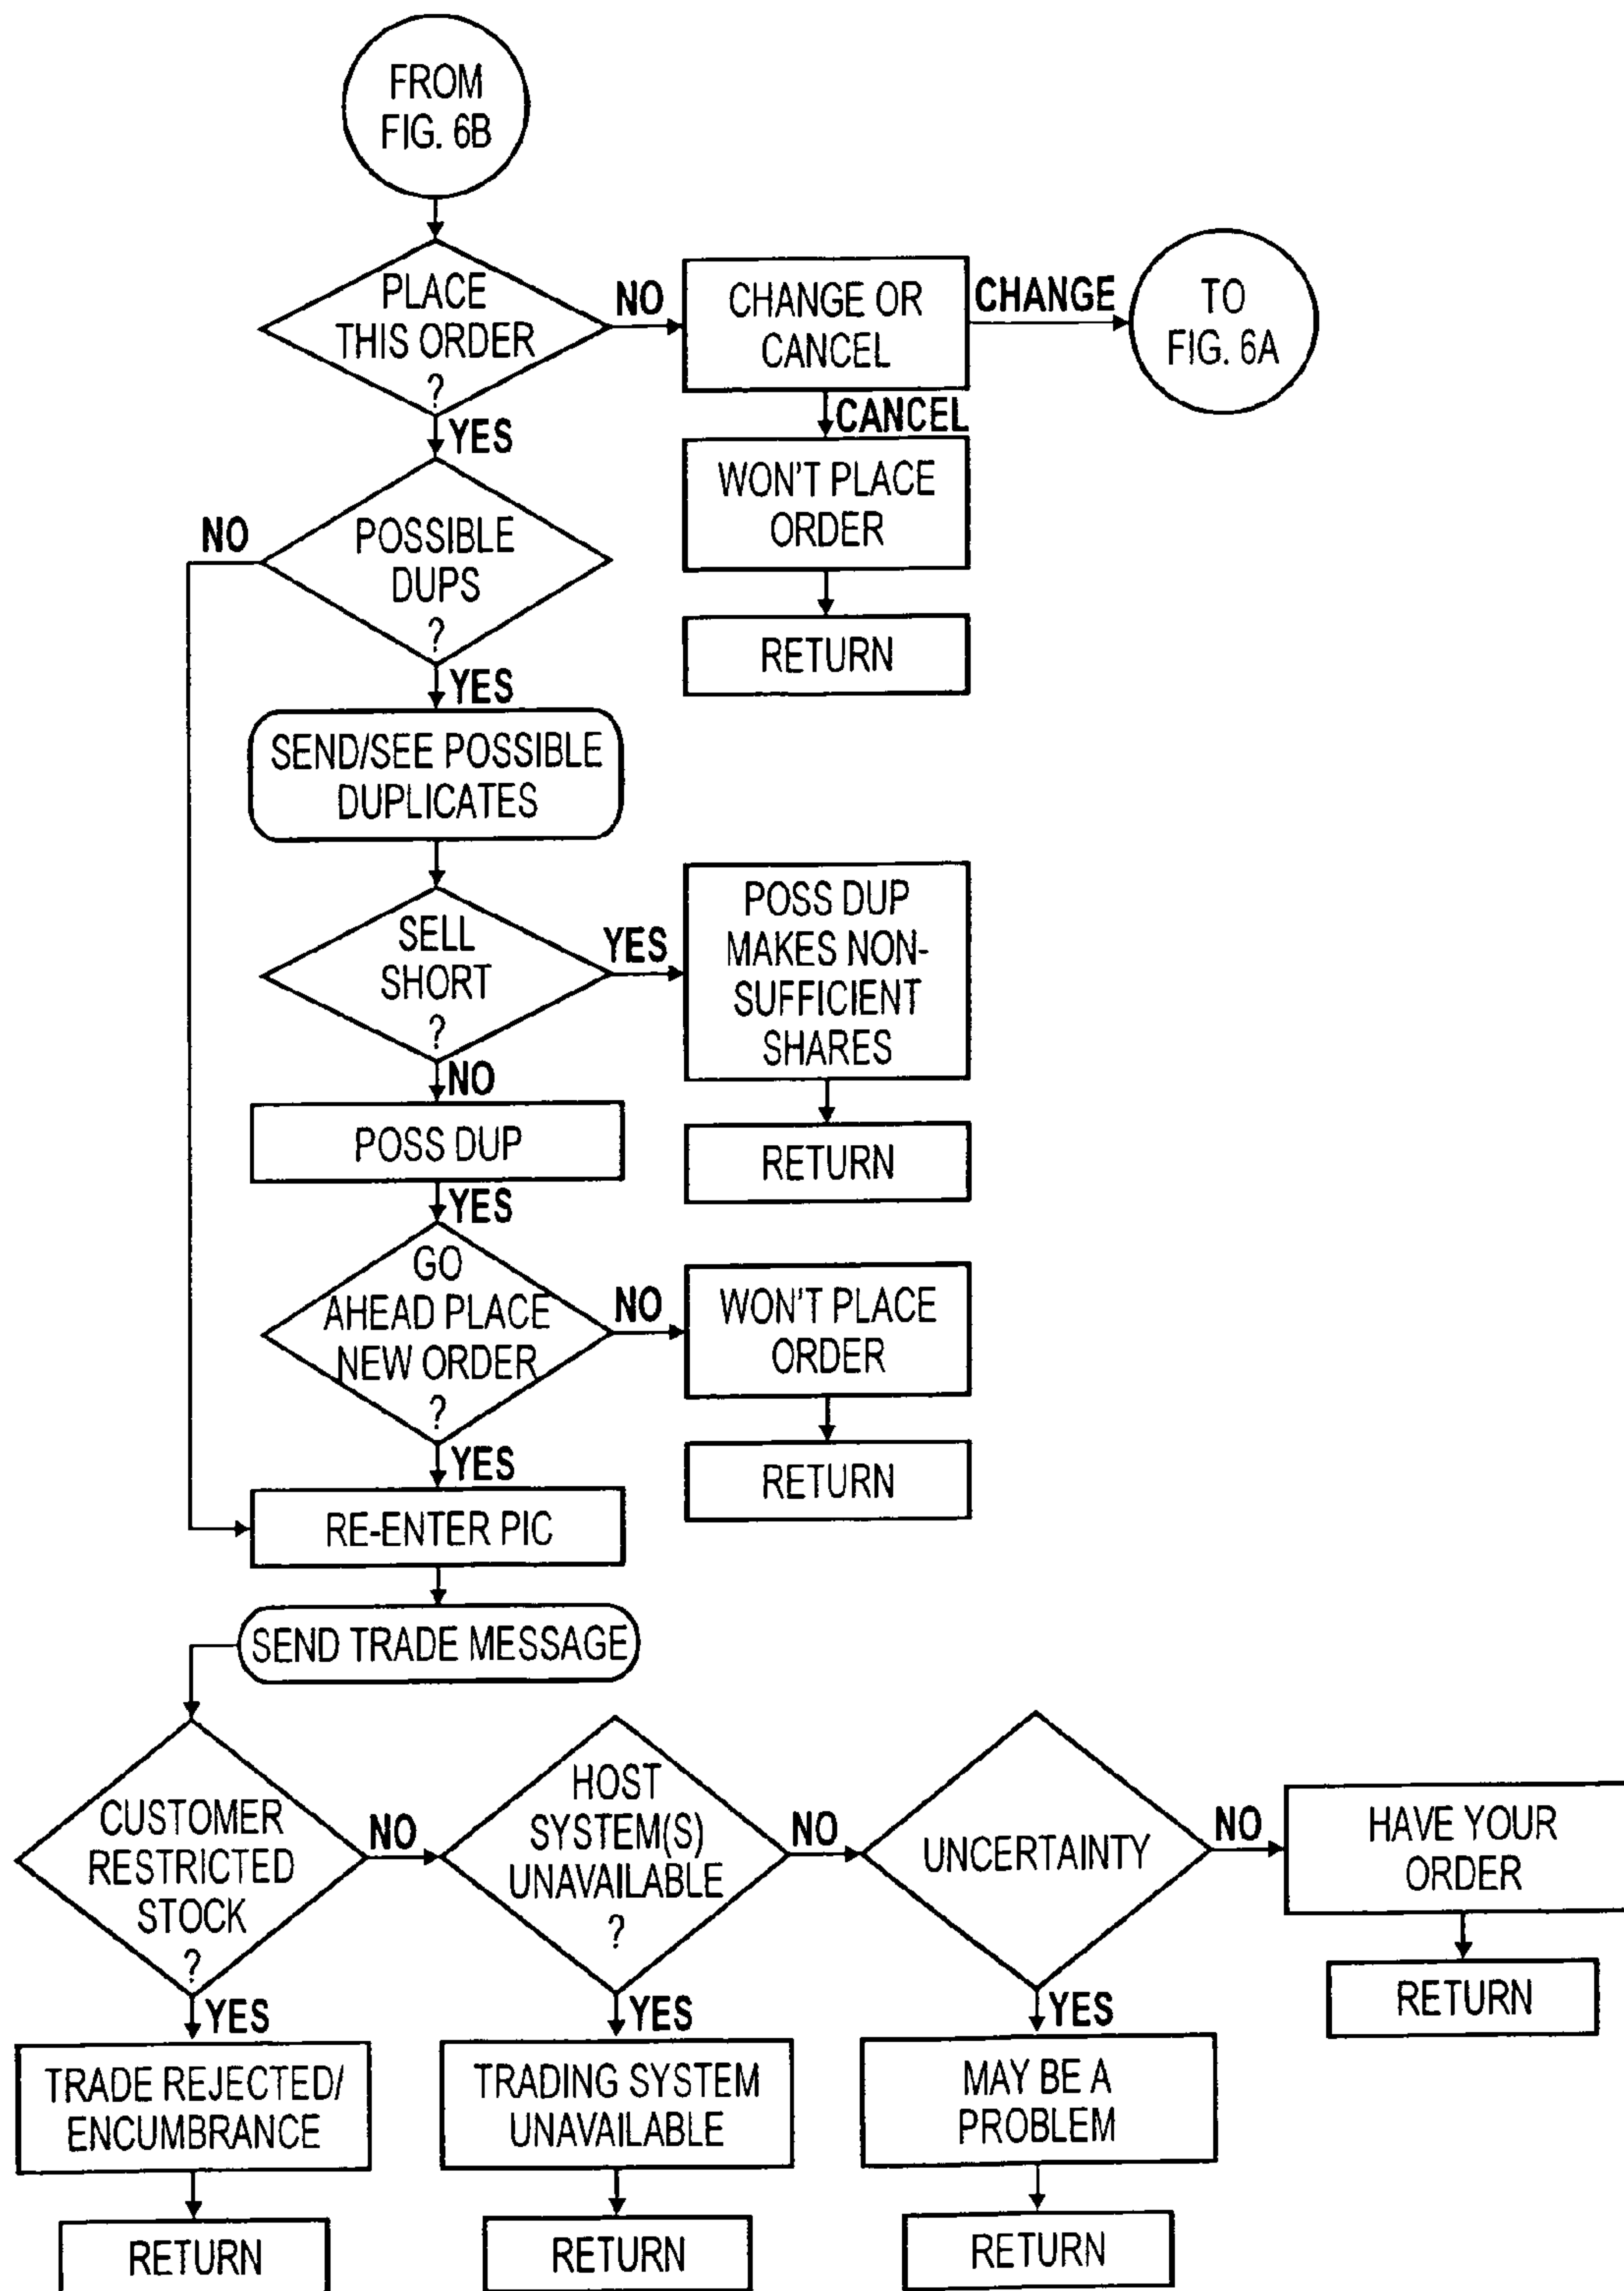 FROM
FIG. 6B
PLACE
THIS ORDER
?
NO
CHANGE OR
CANCEL
CHANGE
TO
FIG. 6A
YES
CANCEL
WON'T PLACE
ORDER
RETURN
NO
POSSIBLE
DUPS
?
YES
SEND/SEE POSSIBLE
DUPLICATES
SELL
SHORT
?
YES
POSS DUP
MAKES NON-
SUFFICIENT
SHARES
RETURN
NO
POSS DUP
YES
GO
AHEAD PLACE
NEW ORDER
?
NO
WON'T PLACE
ORDER
RETURN
YES
RE-ENTER PIC
SEND TRADE MESSAGE
CUSTOMER
RESTRICTED
STOCK
?
NO
HOST
SYSTEM(S)
UNAVAILABLE
?
NO
UNCERTAINTY
NO
HAVE YOUR
ORDER
RETURN
YES
TRADE REJECTED/
ENCUMBRANCE
RETURN
YES
TRADING SYSTEM
UNAVAILABLE
RETURN
YES
MAY BE A
PROBLEM
RETURN